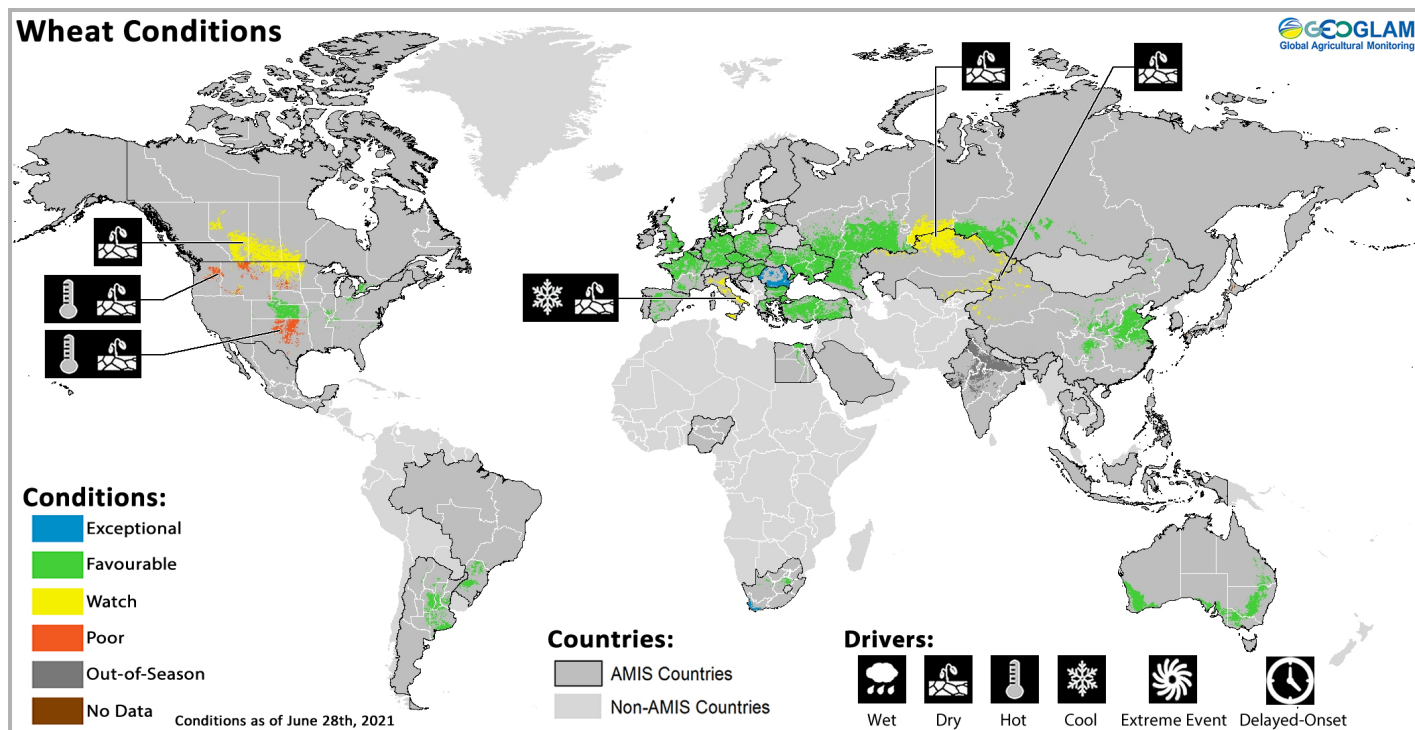 Wheat Conditions
GEOGLAM
Global Agricultural Monitoring
Conditions:
Exceptional
Favourable
Watch
Poor
Out-of-Season
No Data
Conditions as of June 28th, 2021
Countries:
AMIS Countries
Non-AMIS Countries
Drivers:
Wet
Dry
Hot
Cool
Extreme Event
Delayed-Onset